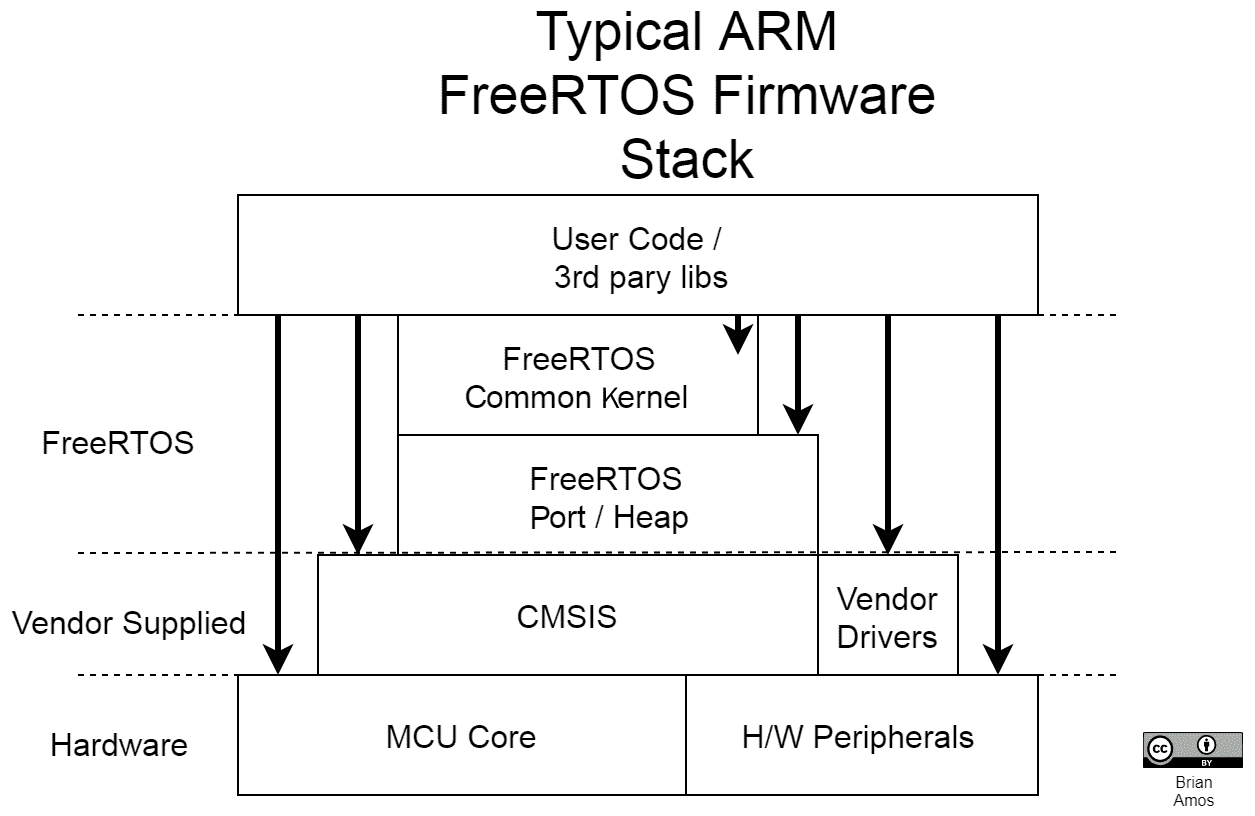 Typical ARM
FreeRTOS Firmware
Stack
User Code /
3rd pary libs
FreeRTOS
Common Kernel
FreeRTOS
FreeRTOS
Port / Heap
Vendor Supplied
CMSIS
Vendor
Drivers
Hardware
MCU Core
H/W Peripherals
cc
BY
Brian
Amos